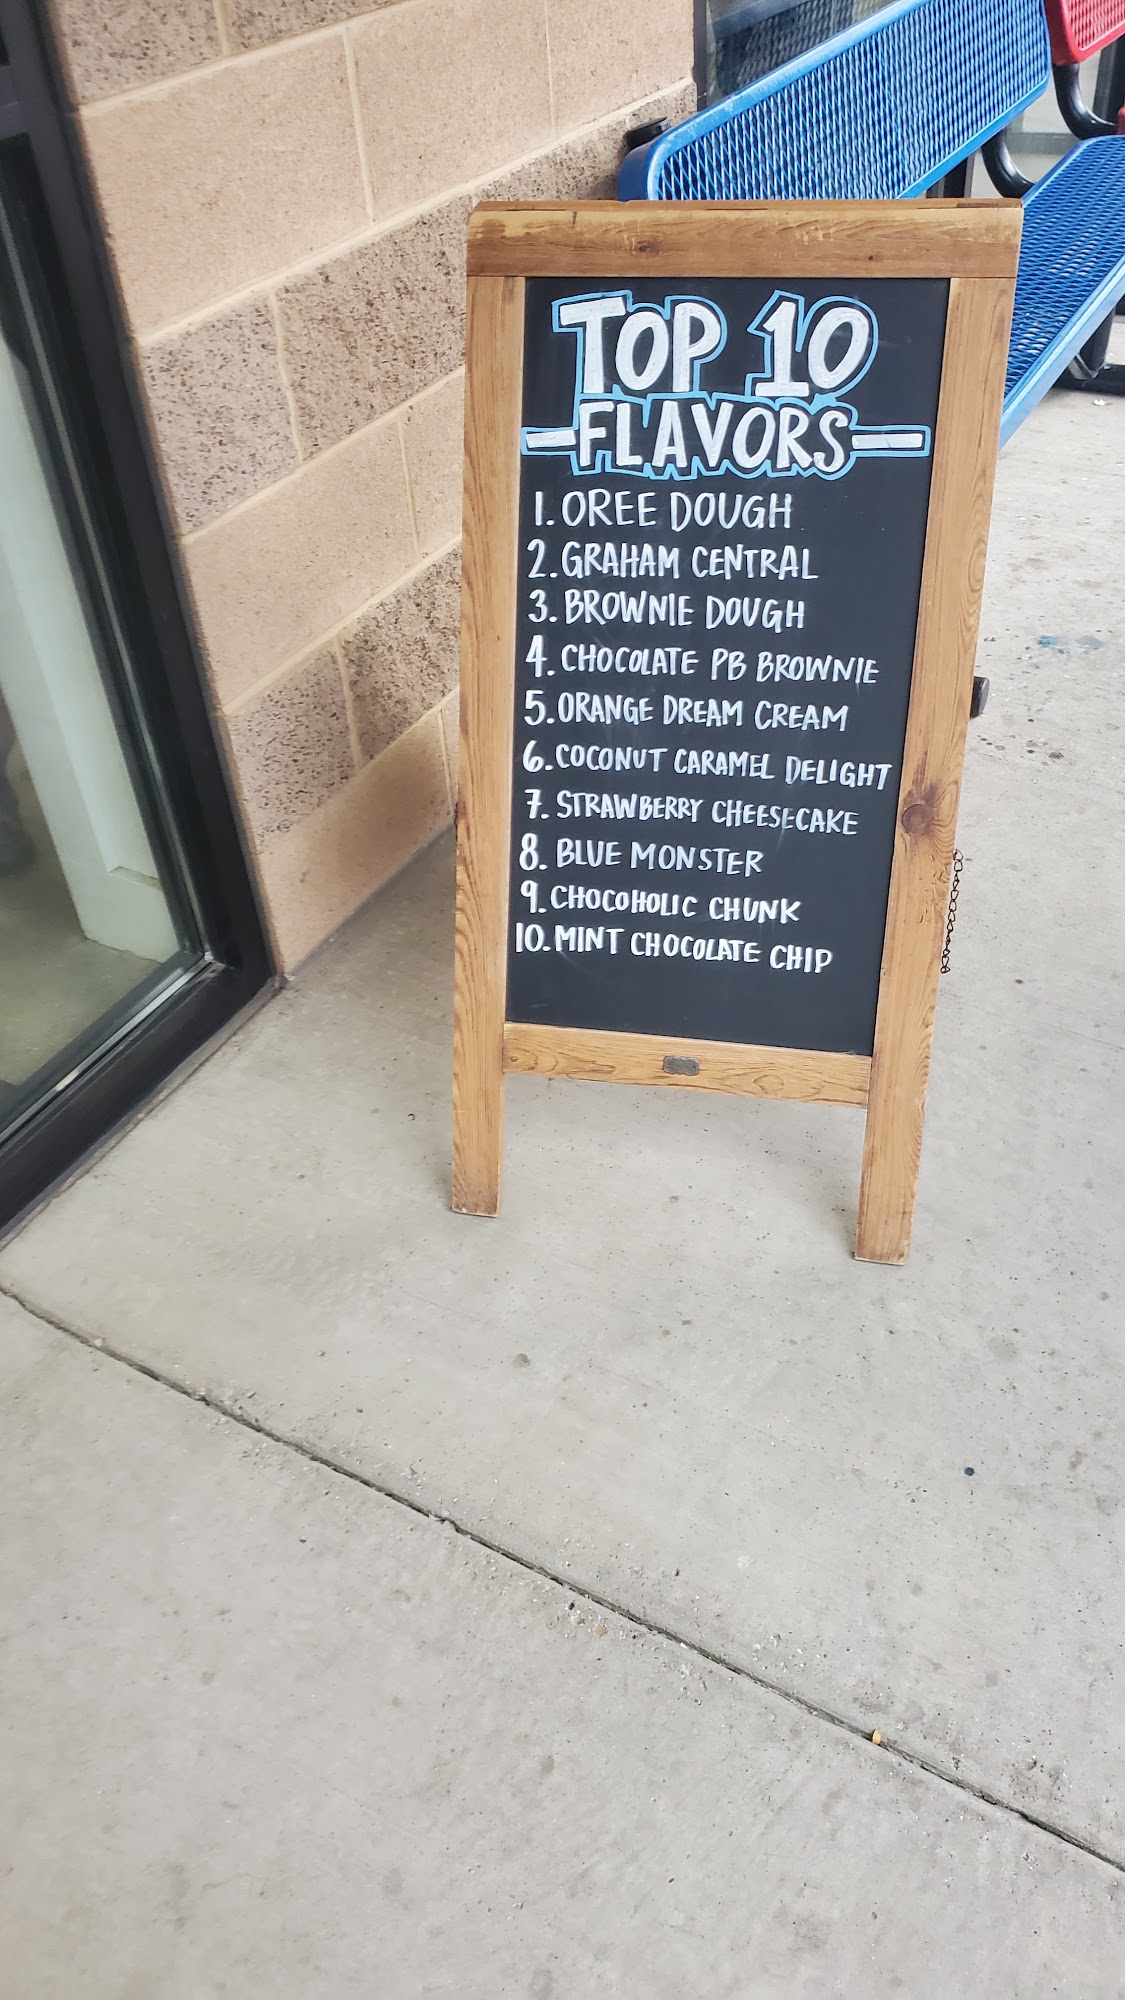 TOP 10
FLAVORS
1. OREE DOUGH
2. GRAHAM CENTRAL
3. BROWNIE DOUGH
4. CHOCOLATE PB BROWNIE
5. ORANGE DREAM CREAM
6. COCONUT CARAMEL DELIGHT
7. STRAWBERRY CHEESECAKE
8. BLUE MONSTER
9. CHOCOHOLIC CHUNK
10. MINT CHOCOLATE CHIP